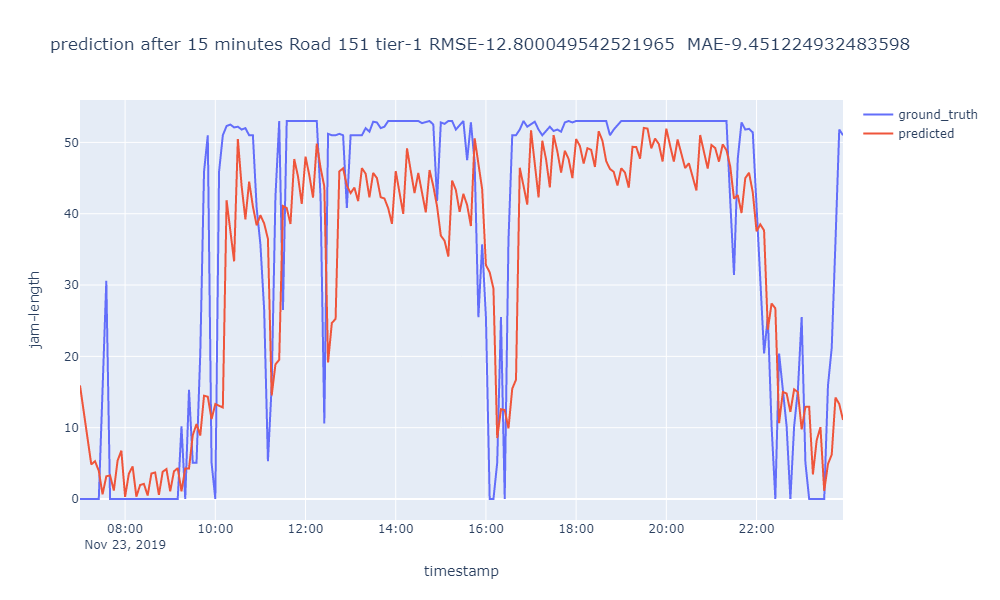 prediction after 15 minutes Road 151 tier-1 RMSE-12.800049542521965  MAE-9.451224932483598
ground_truth
predicted
50
40
30
20
10
0
jam-length
08:00
10:00
12:00
14:00
16:00
18:00
20:00
22:00
Nov 23, 2019
timestamp